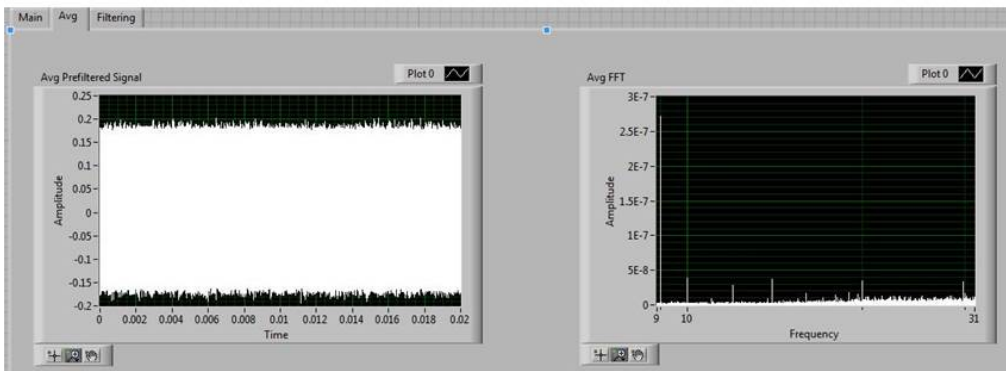 Main Avg Filtering
Avg Prefiltered Signal
Plot 0
Amplitude
0.25
0.2
0.15
0.1
0.05
0
-0.05
-0.1
-0.15
-0.2
0 0.002 0.004 0.006 0.008 0.01 0.012 0.014 0.016 0.018 0.02
Time
Avg FFT
Plot 0
Amplitude
3E-7
2.5E-7
2E-7
1.5E-7
1E-7
5E-8
0
9 10 31
Frequency